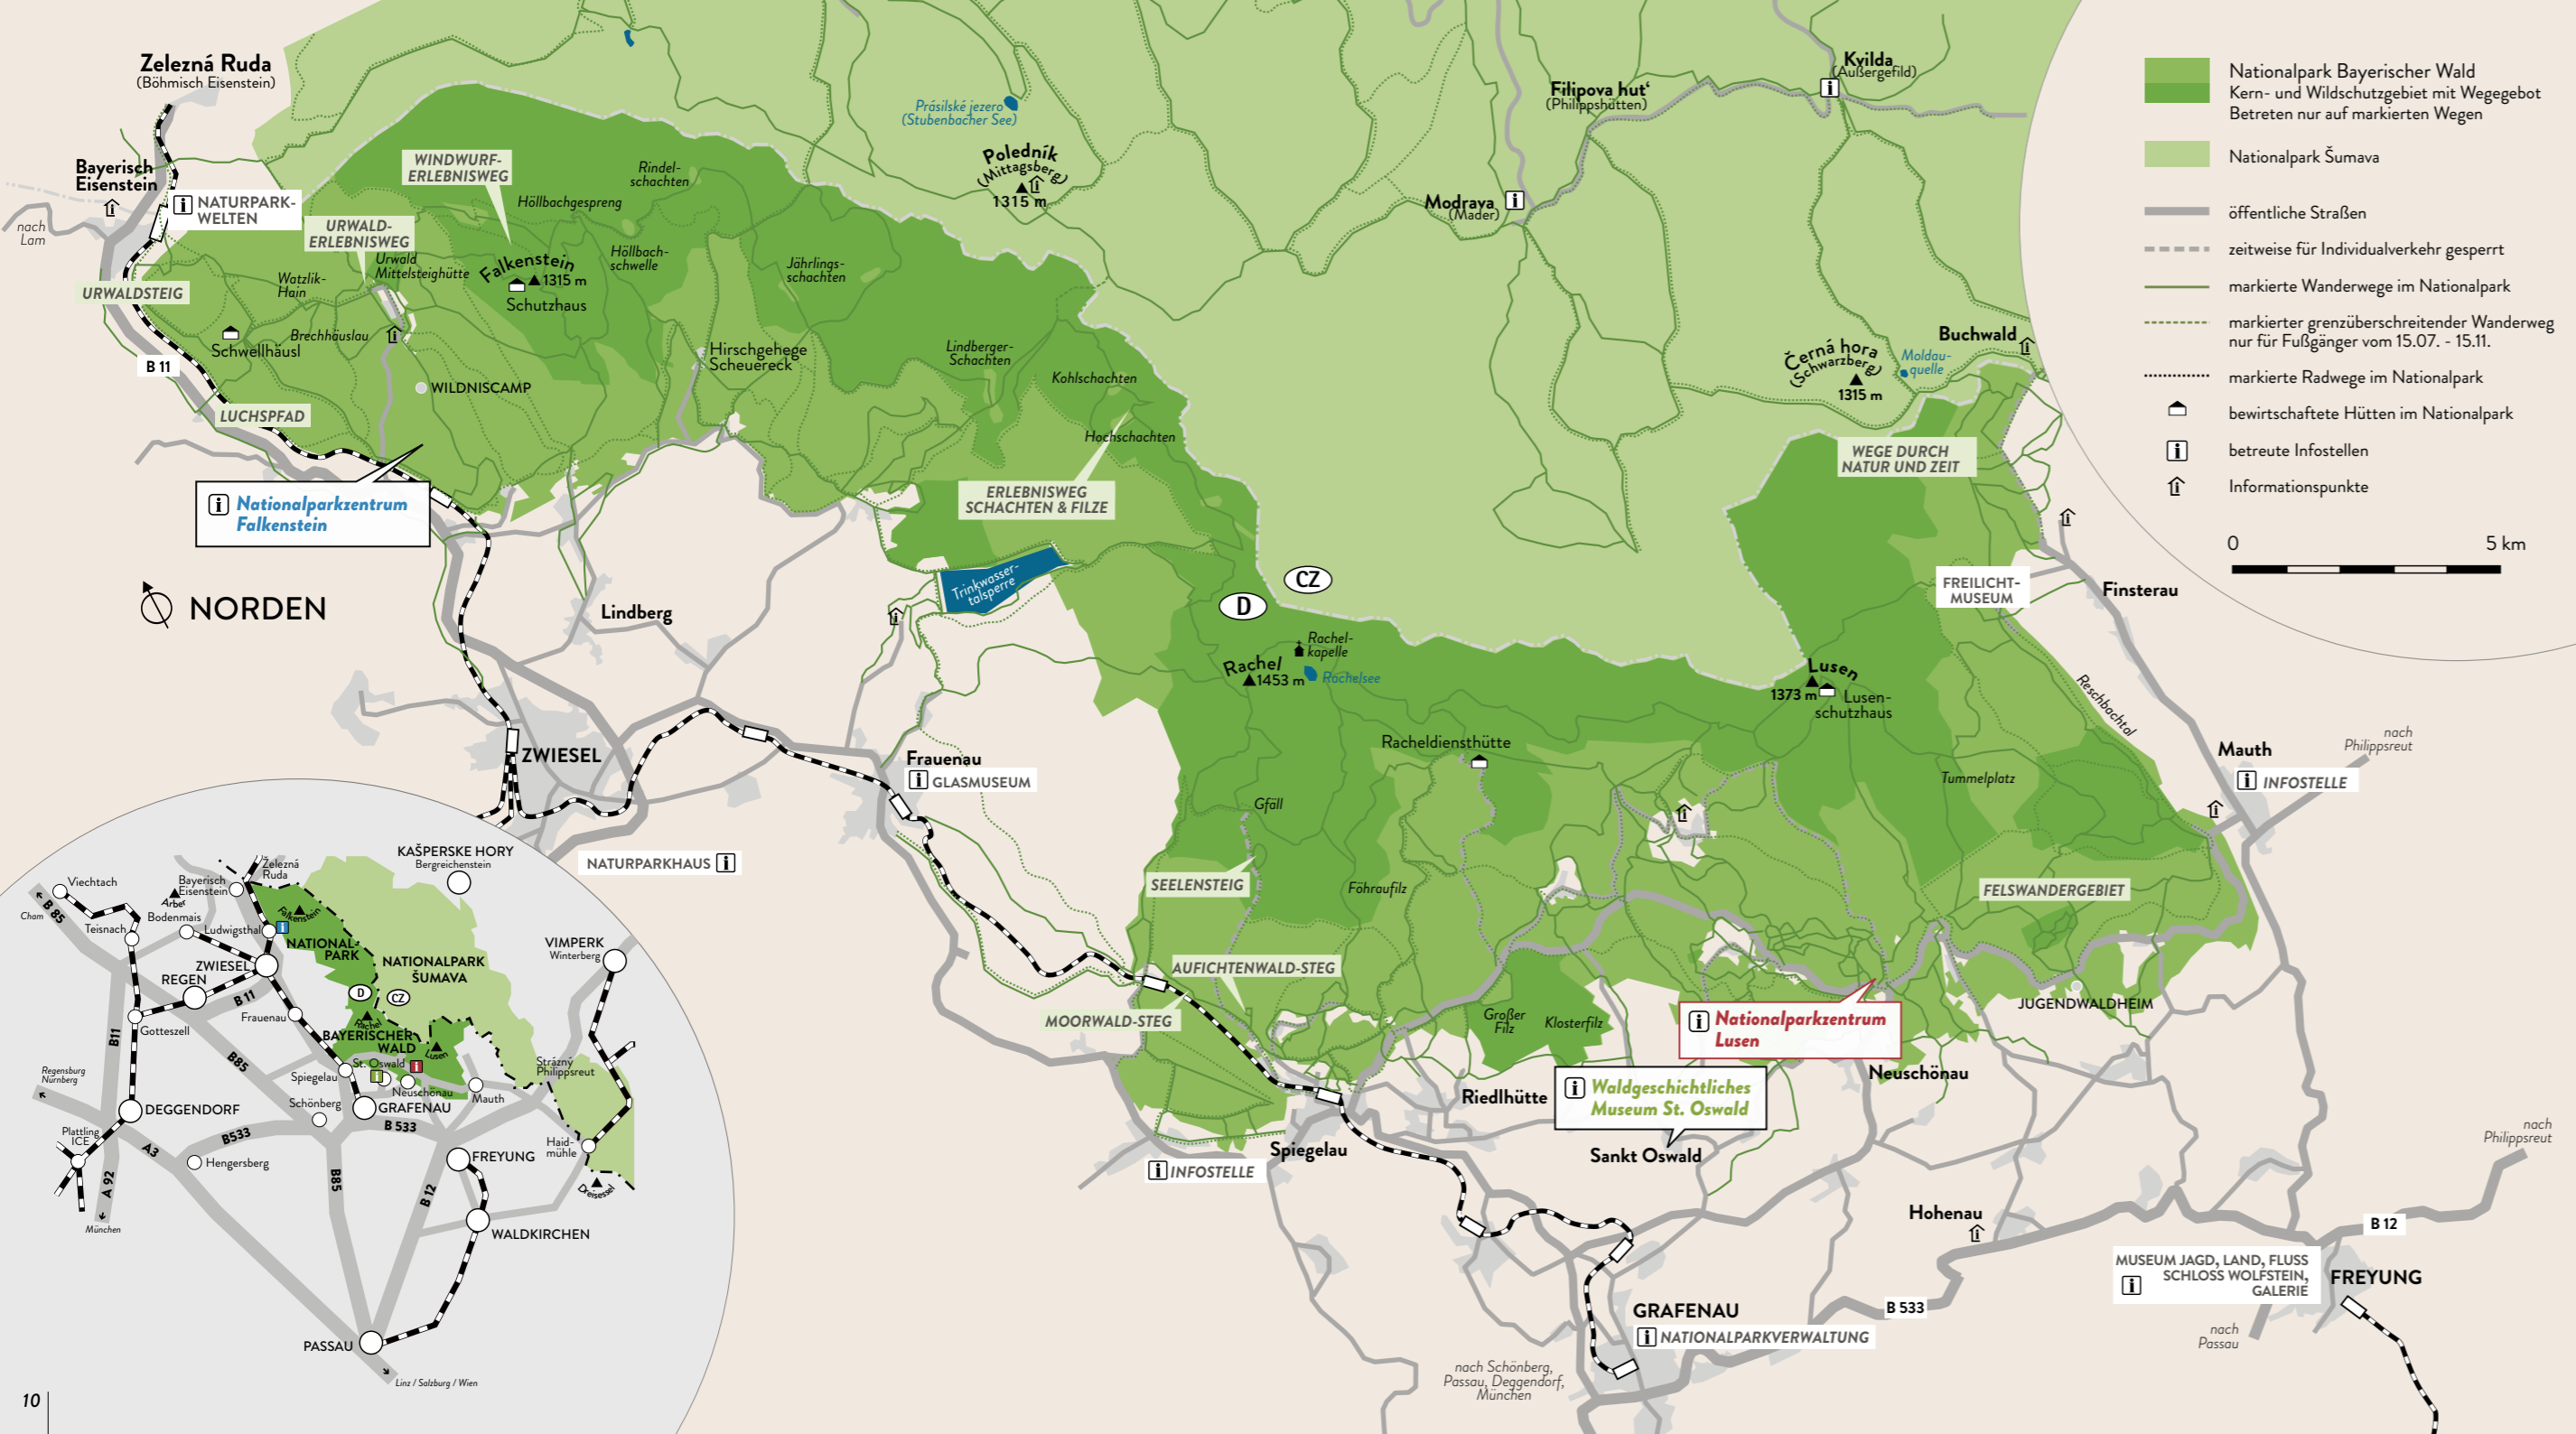 Zelezná Ruda
(Böhmisch Eisenstein)
Bayerisch
Eisenstein
NATURPARK-
WELTEN
nach
Lam
URWALDSTEIG
B 11
LUCHSPFAD
Schwellhäusl
Watzlik-
Hain
Brechhäuslau
URWALD-
ERLEBNISWEG
Urwald
Mittelsteighütte
WINDWURF-
ERLEBNISWEG
Höllbachgespreng
Rindel-
schachten
Falkenstein
1315 m
Schutzhaus
Höllbach-
schwelle
Jährlings-
schachten
WILDNISCAMP
Hirschgehege
Scheuereck
Lindberger-
Schachten
Kohlschachten
Hochschachten
ERLEBNISWEG
SCHACHTEN & FILZE
Nationalparkzentrum
Falkenstein
NORDEN
Lindberg
Trinkwasser-
talsperre
ZWIESEL
NATURPARKHAUS
Frauenau
GLASMUSEUM
Prásilské jezero
(Stubenbacher See)
Poledník
(Mittagsberg)
1315 m
Filipova hut‘
(Philippshütten)
Kvilda
(Außergefild)
Modrava
(Mader)
Černá hora
(Schwarzberg)
1315 m
Moldau-
quelle
Buchwald
WEGE DURCH
NATUR UND ZEIT
FREILICHT-
MUSEUM
Finsterau
Reschbachtal
Mauth
INFOSTELLE
nach
Philippsreut
D
CZ
Rachel-
kapelle
Rachel
1453 m
Rachelsee
Lusen
1373 m
Lusen-
schutzhaus
Racheldiensthütte
Tummelplatz
Gfäll
SEELENSTEIG
Föhraufilz
FELSWANDERGEBIET
AUFICHTENWALD-STEG
MOORWALD-STEG
Großer
Filz
Klosterfilz
JUGENDWALDHEIM
Nationalparkzentrum
Lusen
Neuschönau
Riedlhütte
Waldgeschichtliches
Museum St. Oswald
Sankt Oswald
Spiegelau
INFOSTELLE
nach
Philippsreut
Hohenau
B 12
B 533
MUSEUM JAGD, LAND, FLUSS
SCHLOSS WOLFSTEIN,
GALERIE
FREYUNG
nach
Passau
GRAFENAU
NATIONALPARKVERWALTUNG
nach Schönberg,
Passau, Deggendorf,
München
Nationalpark Bayerischer Wald
Kern- und Wildschutzgebiet mit Wegegebot
Betreten nur auf markierten Wegen
Nationalpark Šumava
öffentliche Straßen
zeitweise für Individualverkehr gesperrt
markierte Wanderwege im Nationalpark
markierter grenzüberschreitender Wanderweg
nur für Fußgänger vom 15.07. - 15.11.
markierte Radwege im Nationalpark
bewirtschaftete Hütten im Nationalpark
betreute Infostellen
Informationspunkte
0 5 km
KAŠPERSKE HORY
Bergreichenstein
Železná
Ruda
Viechtach
Bayerisch
Eisenstein
Arber
B 85
Cham
Bodenmais
Teisnach
Ludwigsthal
Falkenstein
NATIONAL-
PARK
NATIONALPARK
ŠUMAVA
VIMPERK
Winterberg
ZWIESEL
REGEN
B 11
D
CZ
Frauenau
Rachel
BAYERISCHER
WALD
Lusen
Gotteszell
B11
B85
St. Oswald
Spiegelau
Neuschönau
Mauth
Strázný
Philippsreut
Regensburg
Nürnberg
DEGGENDORF
Schönberg
GRAFENAU
B 533
B533
Plattling
ICE
A3
Hengersberg
Haid-
mühle
FREYUNG
A 92
B85
B 12
Dreisessel
München
WALDKIRCHEN
PASSAU
Linz / Salzburg / Wien
10